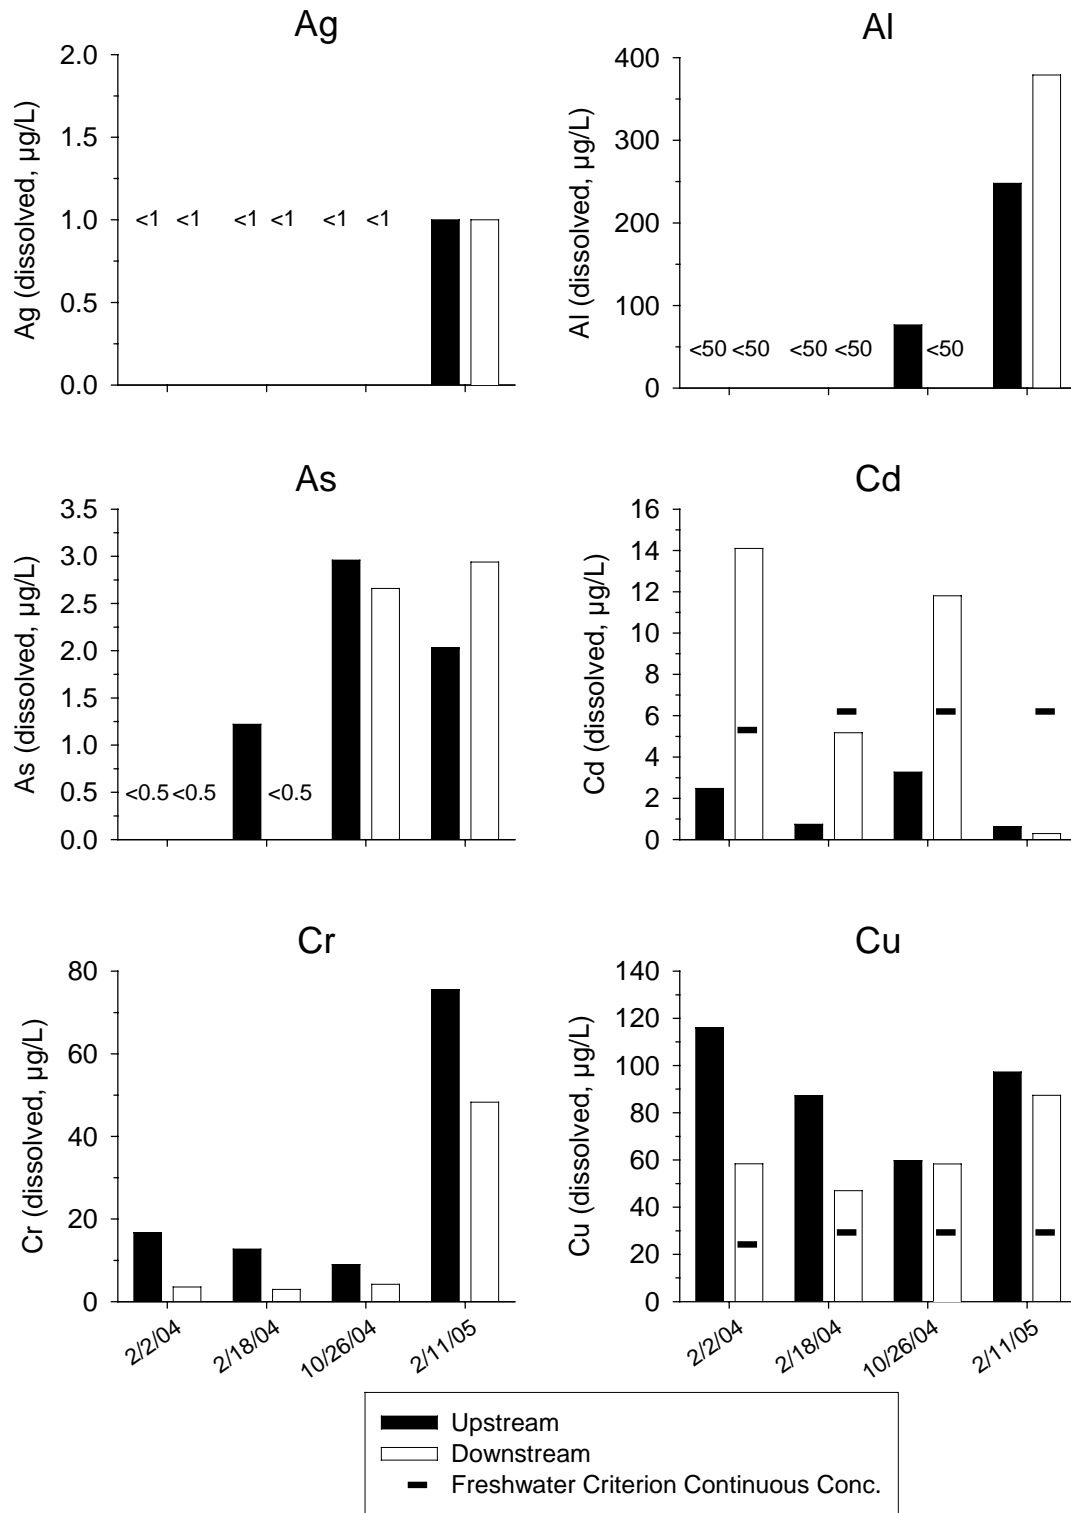 Ag
Ag (dissolved, µg/L)
2.0
1.5
1.0
0.5
0.0
<1 <1 <1 <1 <1 <1
Al
Al (dissolved, µg/L)
400
300
200
100
0
<50 <50 <50 <50 <50
As
As (dissolved, µg/L)
3.5
3.0
2.5
2.0
1.5
1.0
0.5
0.0
<0.5 <0.5 <0.5
Cd
Cd (dissolved, µg/L)
16
14
12
10
8
6
4
2
0
Cr
Cr (dissolved, µg/L)
80
60
40
20
0
2/2/04 2/18/04 10/26/04 2/11/05
Cu
Cu (dissolved, µg/L)
140
120
100
80
60
40
20
0
2/2/04 2/18/04 10/26/04 2/11/05
Upstream
Downstream
Freshwater Criterion Continuous Conc.